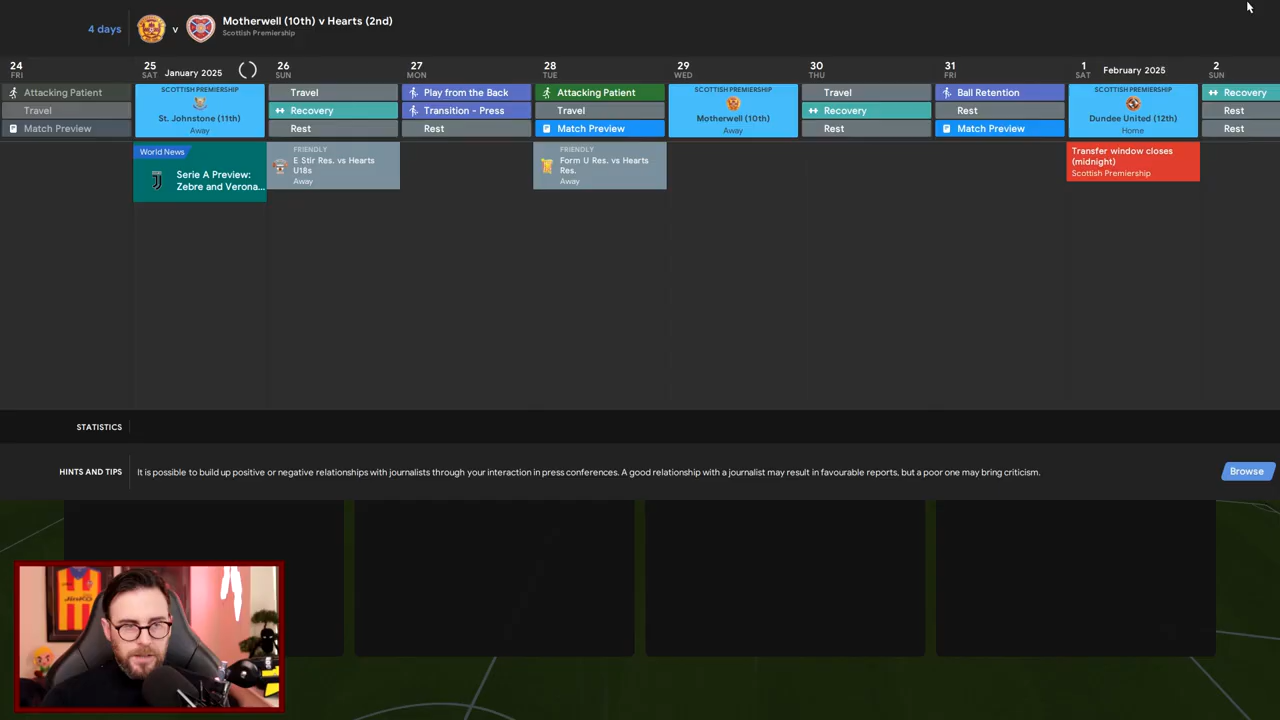 4 days
v
Motherwell (10th) v Hearts (2nd)
Scottish Premiership
24
FRI
25
SAT
January 2025
26
SUN
27
MON
28
TUE
29
WED
30
THU
31
FRI
1
SAT
February 2025
2
SUN
Attacking Patient
Travel
Match Preview
SCOTTISH PREMIERSHIP
St. Johnstone (11th)
Away
Travel
Recovery
Rest
Play from the Back
Transition - Press
Rest
Attacking Patient
Travel
Match Preview
SCOTTISH PREMIERSHIP
Motherwell (10th)
Away
Travel
Recovery
Rest
Ball Retention
Rest
Match Preview
SCOTTISH PREMIERSHIP
Dundee United (12th)
Home
Recovery
Rest
Rest
World News
Serie A Preview:
Zebre and Verona...
FRIENDLY
E Stir Res. vs Hearts
U18s
Away
FRIENDLY
Form U Res. vs Hearts
Res.
Away
Transfer window closes
(midnight)
Scottish Premiership
STATISTICS
HINTS AND TIPS
It is possible to build up positive or negative relationships with journalists through your interaction in press conferences. A good relationship with a journalist may result in favourable reports, but a poor one may bring criticism.
Browse